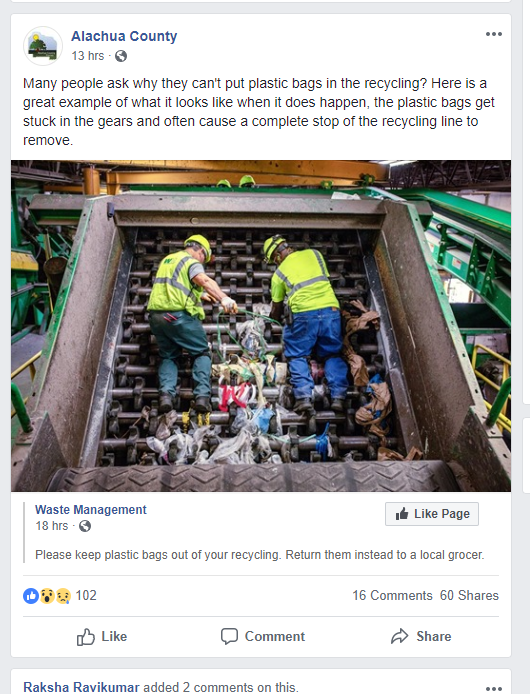 Alachua County
13 hrs ·
Many people ask why they can't put plastic bags in the recycling? Here is a
great example of what it looks like when it does happen, the plastic bags get
stuck in the gears and often cause a complete stop of the recycling line to
remove.
Waste Management
18 hrs ·
Like Page
Please keep plastic bags out of your recycling. Return them instead to a local grocer.
102
16 Comments 60 Shares
Like Comment Share
Raksha Ravikumar added 2 comments on this.